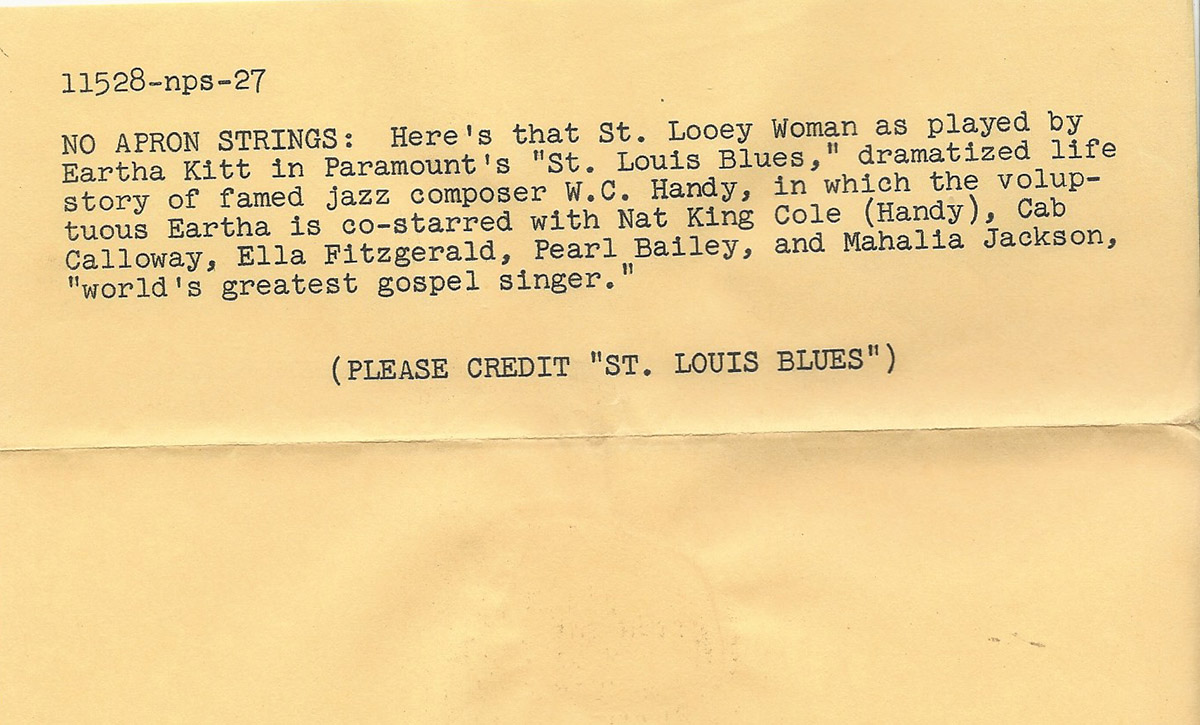 11528-nps-27
NO APRON STRINGS: Here's that St. Looey Woman as played by
Eartha Kitt in Paramount's "St. Louis Blues," dramatized life
story of famed jazz composer W.C. Handy, in which the volup-
tuous Eartha is co-starred with Nat King Cole (Handy), Cab
Calloway, Ella Fitzgerald, Pearl Bailey, and Mahalia Jackson,
"world's greatest gospel singer."
(PLEASE CREDIT "ST. LOUIS BLUES")